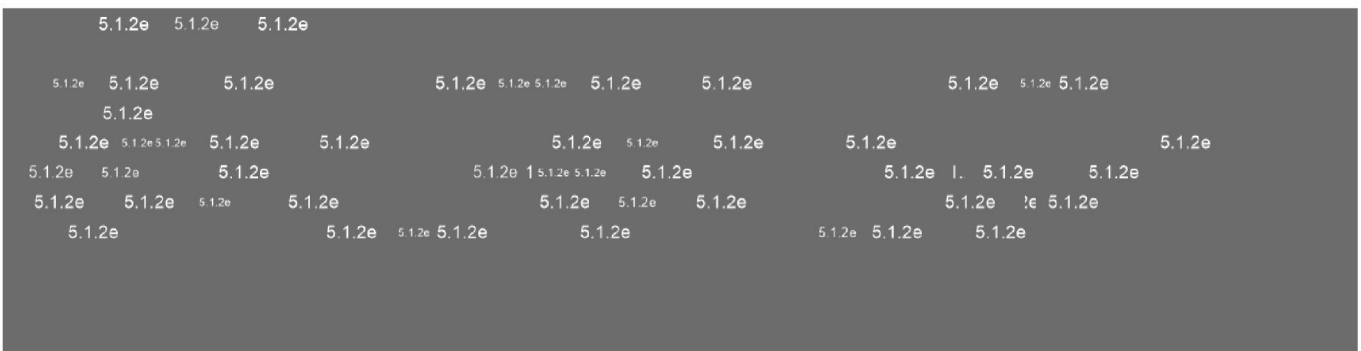 5.1.2e 5.1.2e 5.1.2e
5.1.2e 5.1.2e 5.1.2e 5.1.2e 5.1.2e 5.1.2e 5.1.2e 5.1.2e 5.1.2e 5.1.2e 5.1.2e
5.1.2e
5.1.2e 5.1.2e 5.1.2e 5.1.2e 5.1.2e 5.1.2e 5.1.2e 5.1.2e 5.1.2e 5.1.2e
5.1.2e 5.1.2e 5.1.2e 5.1.2e 1 5.1.2e 5.1.2e 5.1.2e 5.1.2e l. 5.1.2e 5.1.2e
5.1.2e 5.1.2e 5.1.2e 5.1.2e 5.1.2e 5.1.2e 5.1.2e 5.1.2e 5.1.2e
5.1.2e 5.1.2e 5.1.2e 5.1.2e 5.1.2e 5.1.2e 5.1.2e 5.1.2e